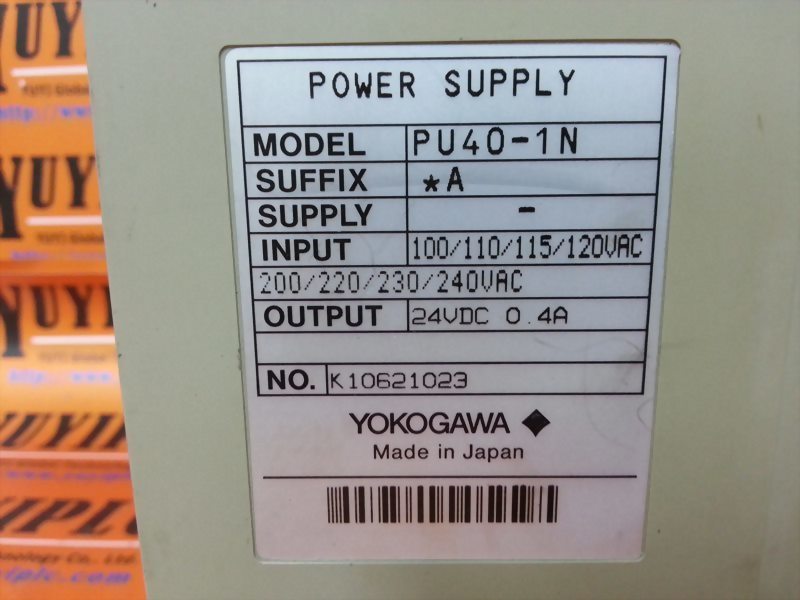 POWER SUPPLY
MODEL PU40-1N
SUFFIX *A
SUPPLY -
INPUT 100/110/115/120VAC
200/220/230/240VAC
OUTPUT 24VDC 0.4A
NO. K10621023
YOKOGAWA
Made in Japan